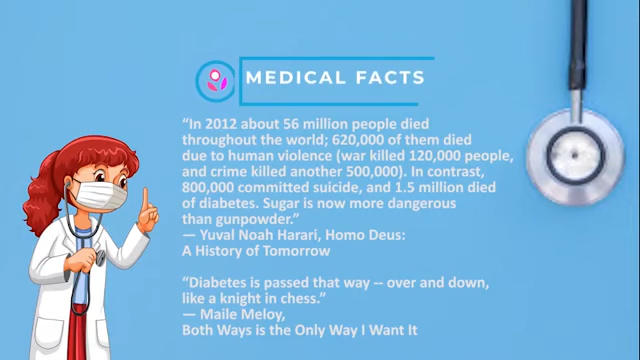 MEDICAL FACTS
“In 2012 about 56 million people died
throughout the world; 620,000 of them died
due to human violence (war killed 120,000 people,
and crime killed another 500,000). In contrast,
800,000 committed suicide, and 1.5 million died
of diabetes. Sugar is now more dangerous
than gunpowder.”
— Yuval Noah Harari, Homo Deus:
A History of Tomorrow
“Diabetes is passed that way -- over and down,
like a knight in chess.”
— Maile Meloy,
Both Ways is the Only Way I Want It